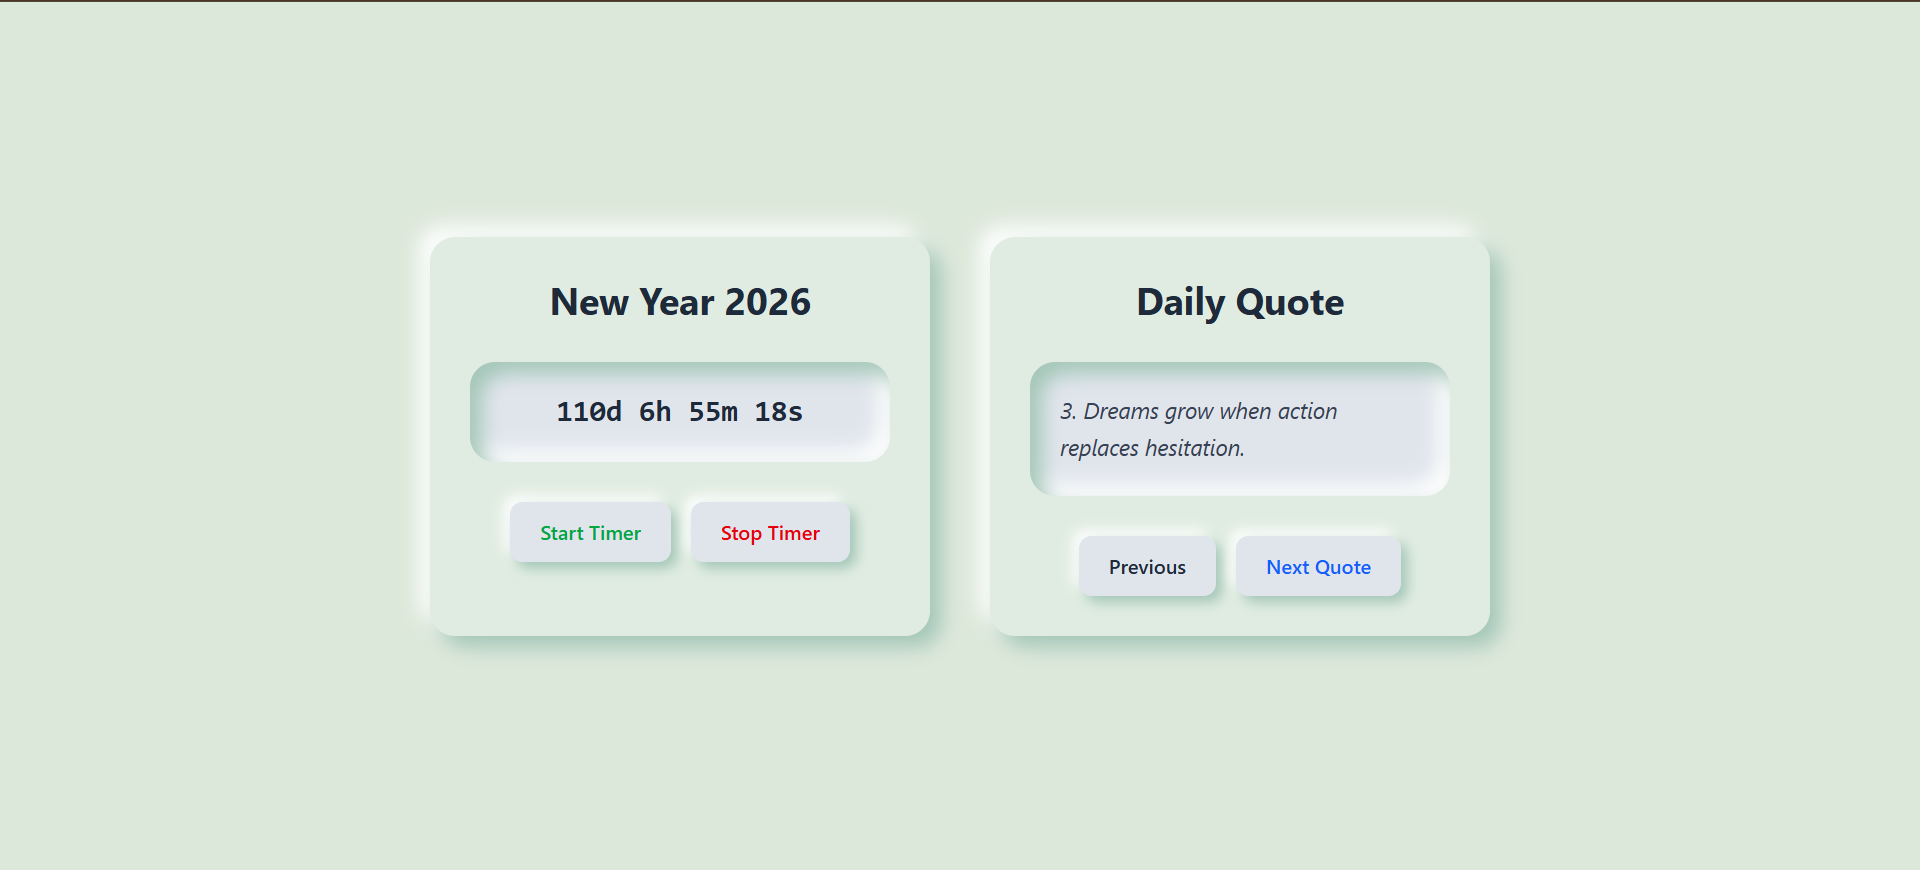 New Year 2026
110d 6h 55m 18s
Start Timer
Stop Timer
Daily Quote
3. Dreams grow when action
replaces hesitation.
Previous
Next Quote